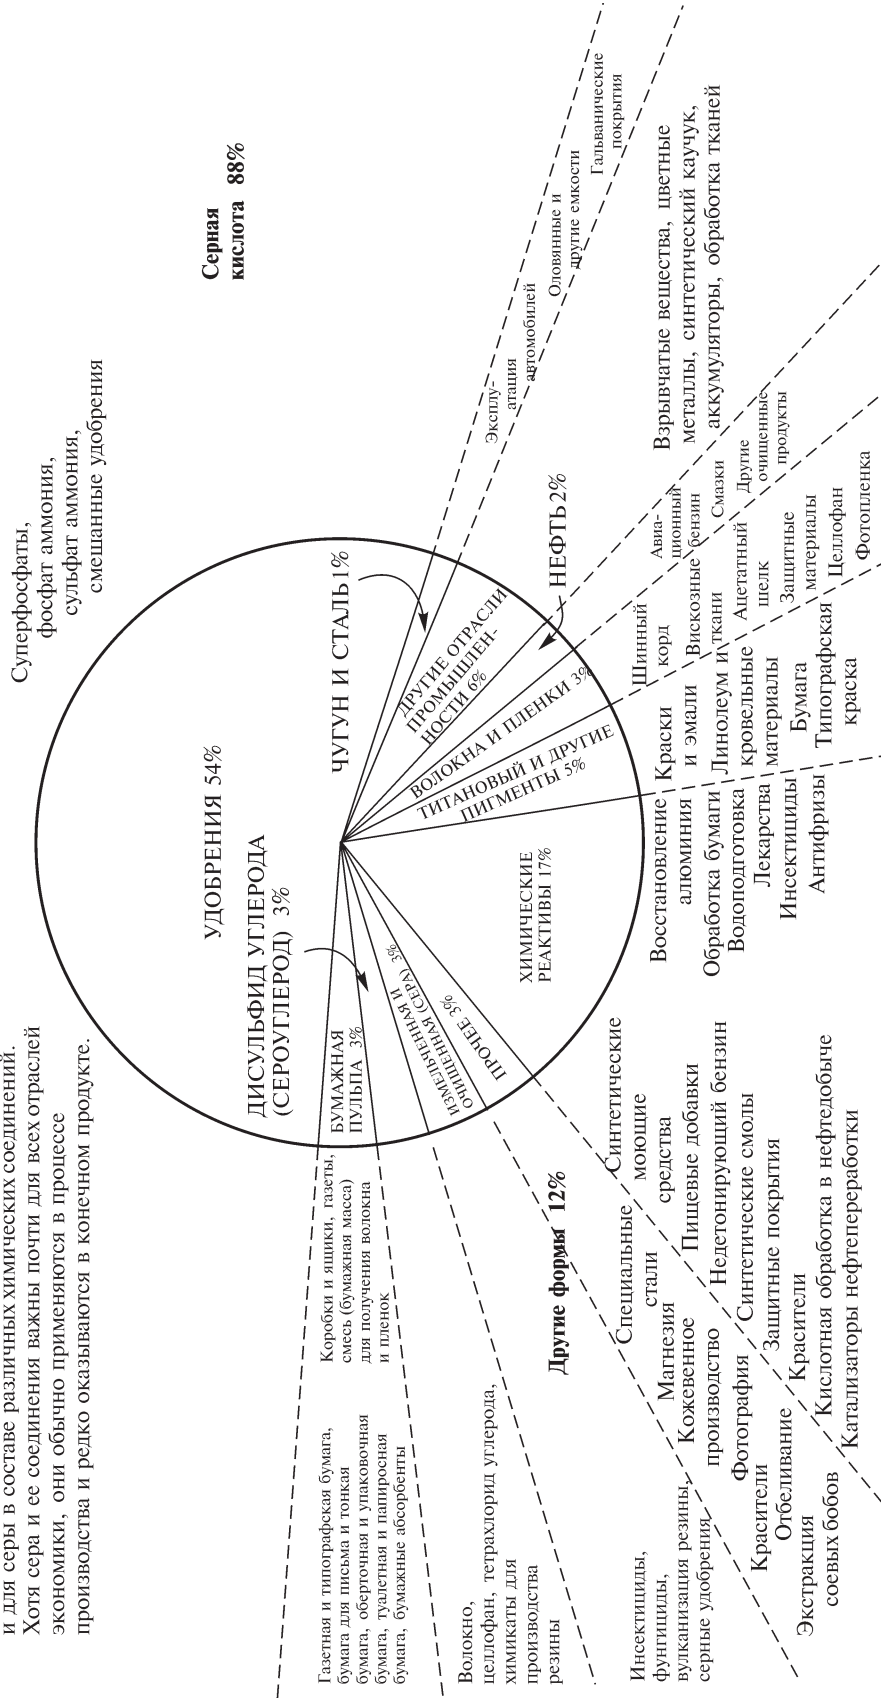 и для серы в составе различных химических соединений.
Хотя сера и ее соединения важны почти для всех отраслей
экономики, они обычно применяются в процессе
производства и редко оказываются в конечном продукте.
Суперфосфаты,
фосфат аммония,
сульфат аммония,
смешанные удобрения
Серная
кислота 88%
УДОБРЕНИЯ 54%
ДИСУЛЬФИД УГЛЕРОДА
(СЕРОУГЛЕРОД) 3%
ЧУГУН И СТАЛЬ 1%
БУМАЖНАЯ
ПУЛЬПА 3%
ИЗМЕЛЬЧЕННАЯ И
ОЧИЩЕННАЯ (СЕРА) 3%
ПРОЧЕЕ 3%
ХИМИЧЕСКИЕ
РЕАКТИВЫ 17%
ТИТАНОВЫЙ И ДРУГИЕ
ПИГМЕНТЫ 5%
ВОЛОКНА И ПЛЕНКИ 3%
НЕФТЬ 2%
ДРУГИЕ ОТРАСЛИ
ПРОМЫШЛЕН-
НОСТИ 6%
Газетная и типографская бумага,
бумага для письма и тонкая
бумага, оберточная и упаковочная
бумага, туалетная и папиросная
бумага, бумажные абсорбенты
Коробки и ящики, газеты,
смесь (бумажная масса)
для получения волокна
и пленок
Волокно,
целлофан, тетрахлорид углерода,
химикаты для
производства
резины
Другие формы 12%
Инсектициды,
фунгициды,
вулканизация резины,
серные удобрения
Специальные
стали
Магнезия
Кожевенное
производство
Фотография
Красители
Отбеливание
Экстракция
соевых бобов
Синтетические
моющие
средства
Пищевые добавки
Недетонирующий бензин
Синтетические смолы
Защитные покрытия
Красители
Кислотная обработка в нефтедобыче
Катализаторы нефтепереработки
Восстановление
алюминия
Обработка бумаги
Водоподготовка
Лекарства
Инсектициды
Антифризы
Краски
и эмали
Линолеум и
кровельные
материалы
Бумага
Типографская
краска
Шинный
корд
Вискозные
ткани
Ацетатный
шелк
Защитные
материалы
Целлофан
Фотопленка
Авиа-
ционный
бензин
Смазки
Другие
очищенные
продукты
Взрывчатые вещества, цветные
металлы, синтетический каучук,
аккумуляторы, обработка тканей
Эксплу-
атация
автомобилей
Оловянные и
другие емкости
Гальванические
покрытия